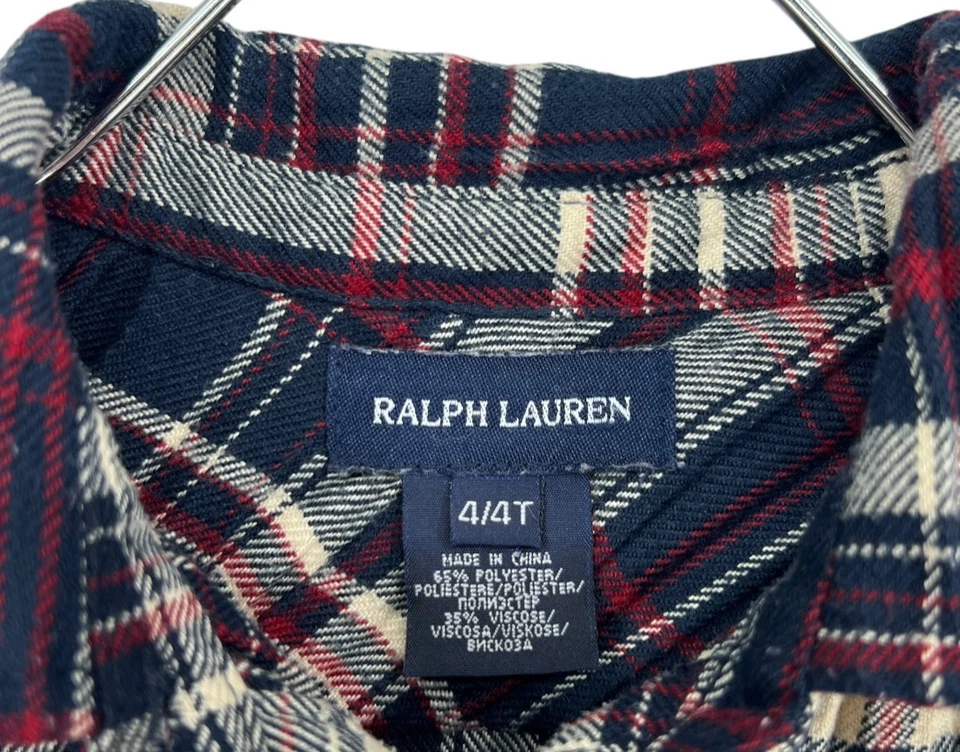 RALPH LAUREN
4/4T
MADE IN CHINA
65% POLYESTER/
POLIESTERE/POLIESTER/
ПОЛИЭСТЕР
35% VISCOSE/
VISCOSA/VISKOSE/
ВИСКОЗА